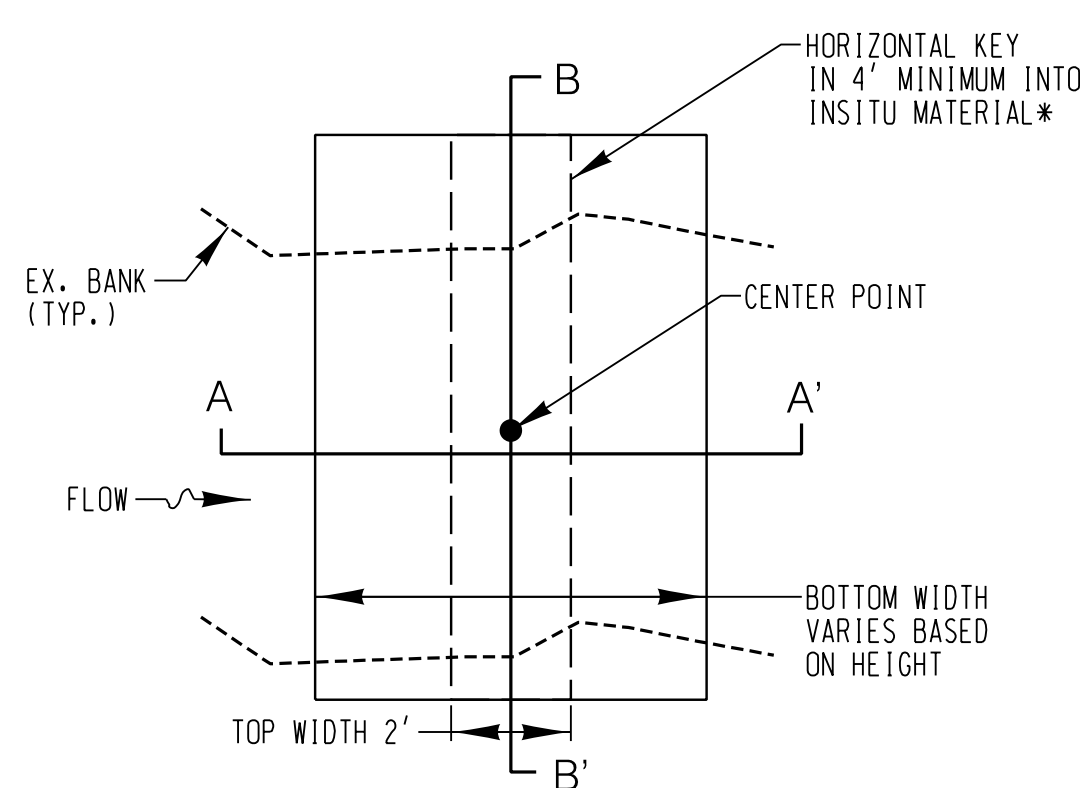 HORIZONTAL KEY
IN 4' MINIMUM INTO
INSITU MATERIAL*
B
EX. BANK
(TYP.)
CENTER POINT
A
A'
FLOW
BOTTOM WIDTH
VARIES BASED
ON HEIGHT
TOP WIDTH 2'
B'